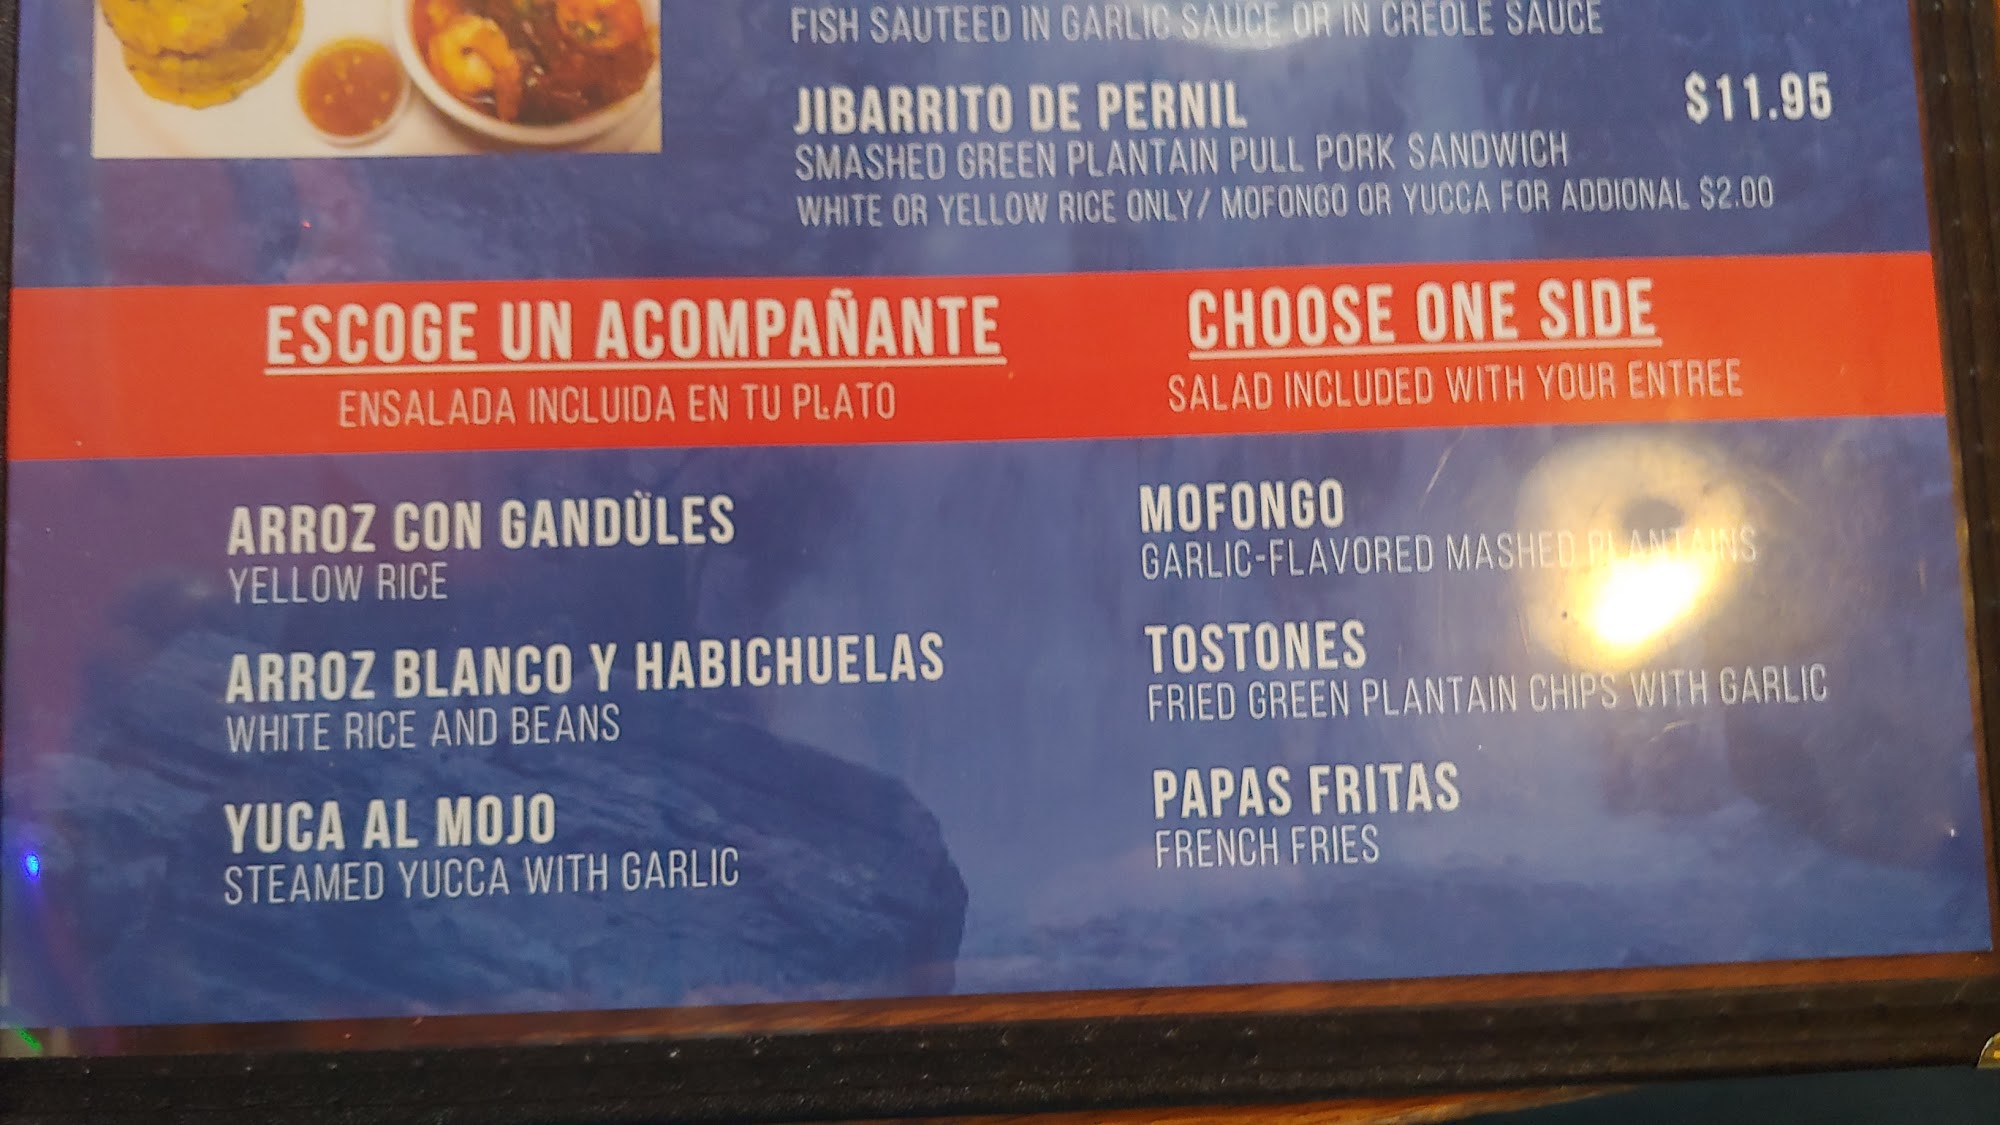 FISH SAUTEED IN GARLIC SAUCE OR IN CREOLE SAUCE
JIBARRITO DE PERNIL $11.95
SMASHED GREEN PLANTAIN PULL PORK SANDWICH
WHITE OR YELLOW RICE ONLY/ MOFONGO OR YUCCA FOR ADDIONAL $2.00
ESCOGE UN ACOMPAÑANTE
ENSALADA INCLUIDA EN TU PLATO
CHOOSE ONE SIDE
SALAD INCLUDED WITH YOUR ENTREE
ARROZ CON GANDÜLES
YELLOW RICE
ARROZ BLANCO Y HABICHUELAS
WHITE RICE AND BEANS
YUCA AL MOJO
STEAMED YUCCA WITH GARLIC
MOFONGO
GARLIC-FLAVORED MASHED PLANTAINS
TOSTONES
FRIED GREEN PLANTAIN CHIPS WITH GARLIC
PAPAS FRITAS
FRENCH FRIES